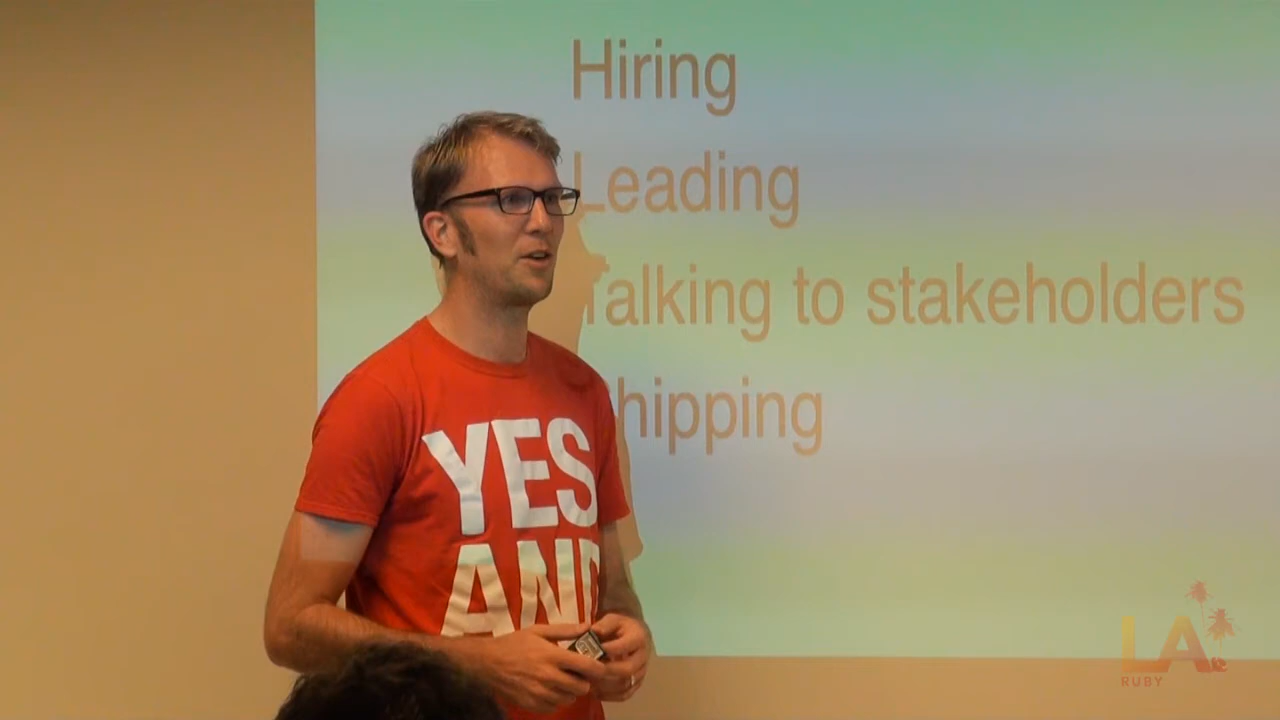 Hiring
Leading
Talking to stakeholders
Shipping
YES
AND
LA
RUBY